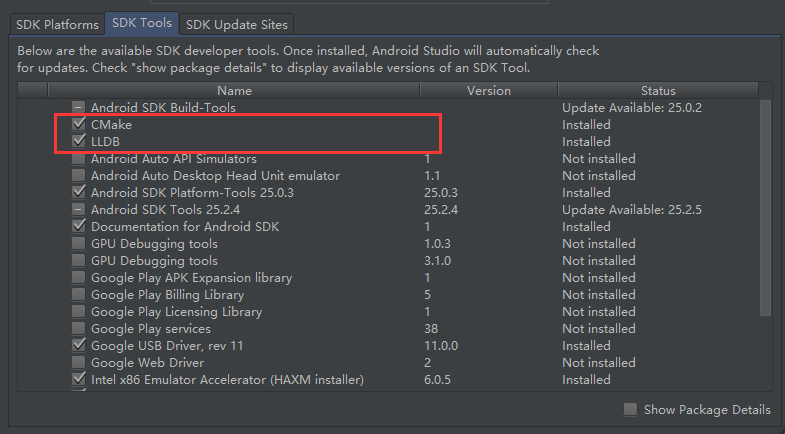 SDK Platforms SDK Tools SDK Update Sites
Below are the available SDK developer tools. Once installed, Android Studio will automatically check
for updates. Check "show package details" to display available versions of an SDK Tool.
Name Version Status
Android SDK Build-Tools Update Available: 25.0.2
CMake Installed
LLDB Installed
Android Auto API Simulators 1 Not installed
Android Auto Desktop Head Unit emulator 1.1 Not installed
Android SDK Platform-Tools 25.0.3 25.0.3 Installed
Android SDK Tools 25.2.4 25.2.4 Update Available: 25.2.5
Documentation for Android SDK 1 Installed
GPU Debugging tools 1.0.3 Not installed
GPU Debugging tools 3.1.0 Not installed
Google Play APK Expansion library 1 Not installed
Google Play Billing Library 5 Not installed
Google Play Licensing Library 1 Not installed
Google Play services 38 Not installed
Google USB Driver, rev 11 11.0.0 Installed
Google Web Driver 2 Not installed
Intel x86 Emulator Accelerator (HAXM installer) 6.0.5 Installed
Show Package Details